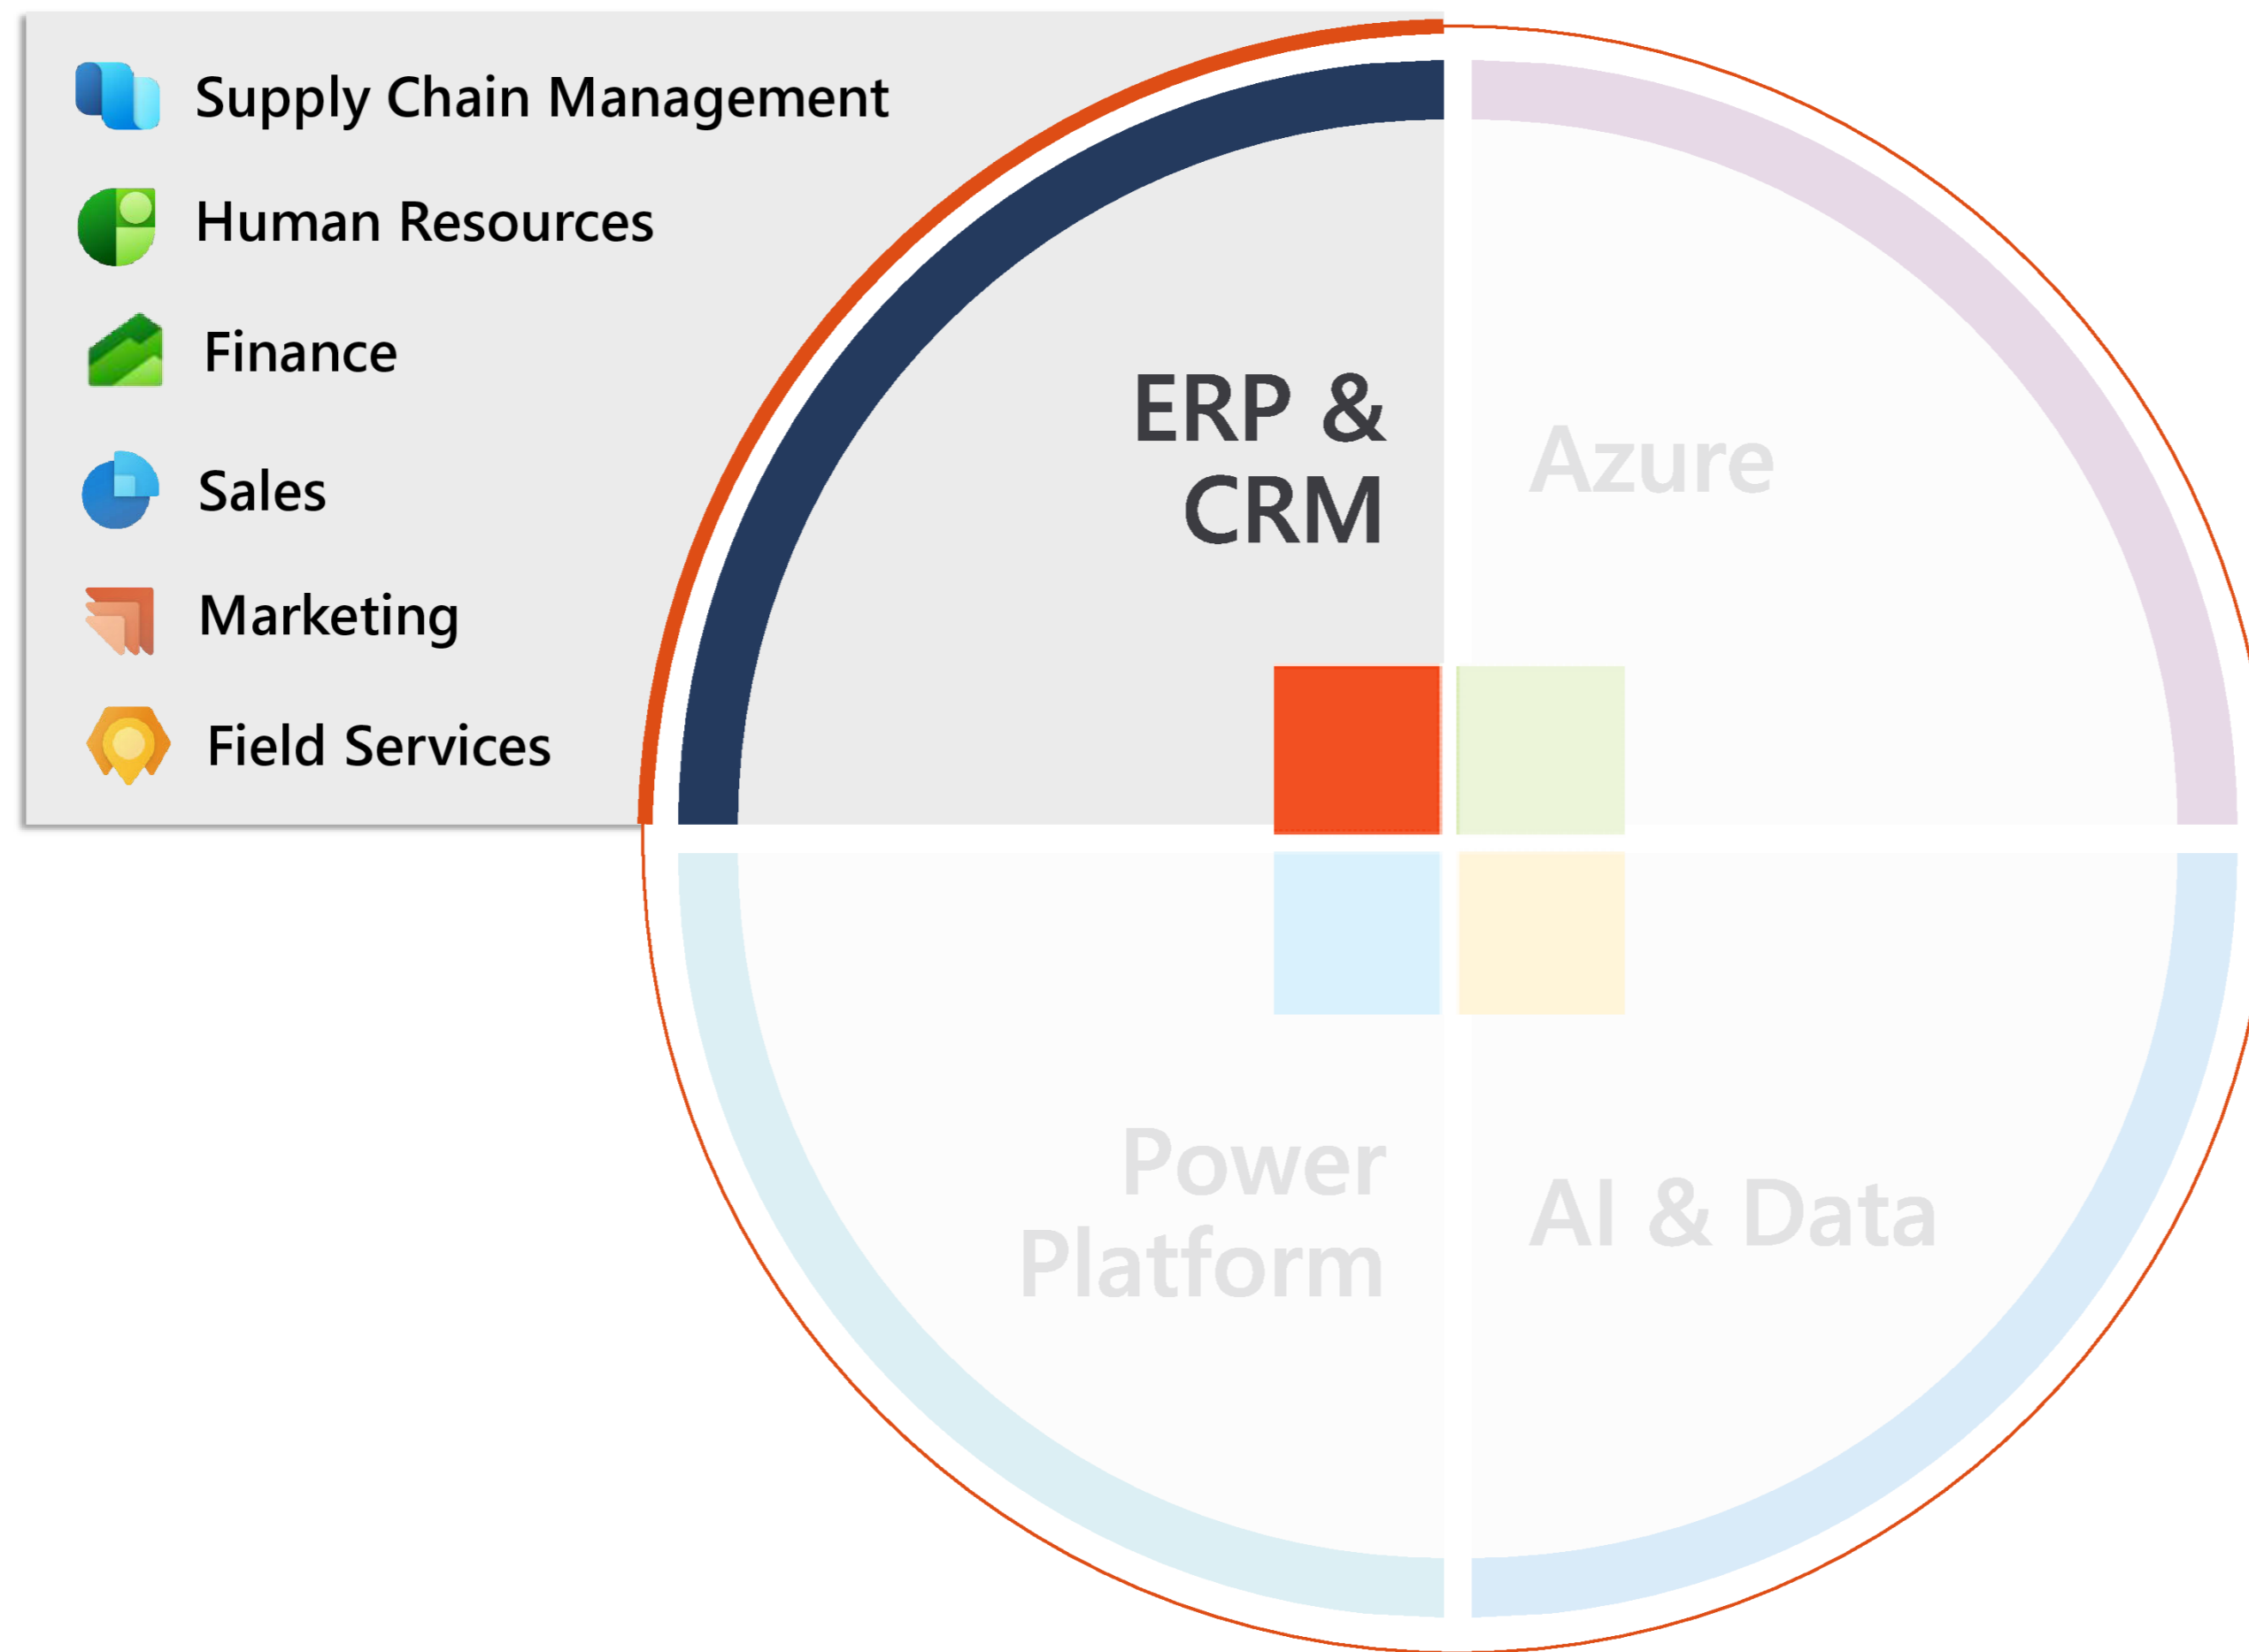 Supply Chain Management
Human Resources
Finance
Sales
Marketing
Field Services
ERP &
CRM
Azure
Power
Platform
AI & Data